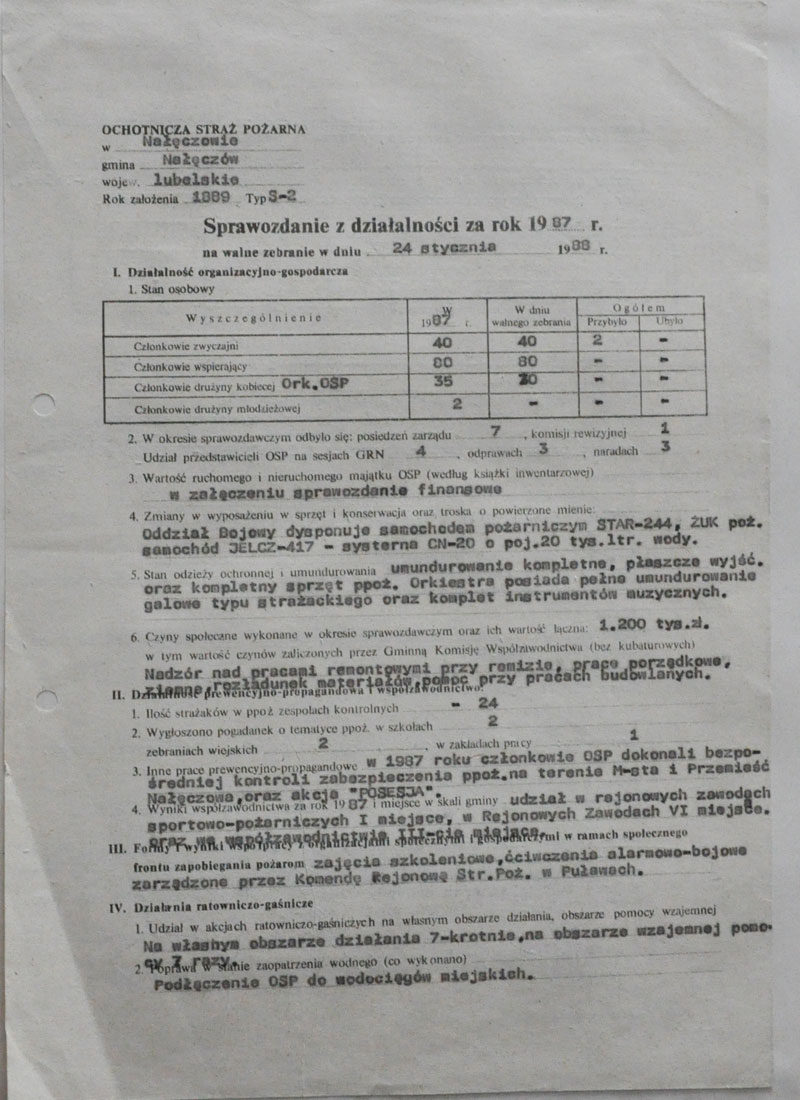 OCHOTNICZA STRAŻ POŻARNA
w Nałęczowie
gmina Nałęczów
wojew. lubelskie
Rok założenia 1889 Typ S-2
Sprawozdanie z działalności za rok 1987 r.
na walne zebranie w dniu 24 stycznia 1988 r.
I. Działalność organizacyjno-gospodarcza
1. Stan osobowy
Wyszczególnienie W 1987 r. W dniu walnego zebrania Ogółem Przybyło Ubyło
Członkowie zwyczajni 40 40 2 -
Członkowie wspierający 80 80 - -
Członkowie drużyny kobiecej Ork.OSP 35 30 - -
Członkowie drużyny młodzieżowej 2 - - -
2. W okresie sprawozdawczym odbyło się: posiedzeń zarządu 7, komisji rewizyjnej 1
Udział przedstawicieli OSP na sesjach GRN 4, odprawach 3, naradach 3
3. Wartość ruchomego i nieruchomego majątku OSP (według książki inwentarzowej)
w załączeniu sprawozdanie finansowe
4. Zmiany w wyposażeniu w sprzęt i konserwacja oraz troska o powierzone mienie:
Oddział Bojowy dysponuje samochodem pożarniczym STAR-244, ŻUK poż.
samochód JELCZ-417 - systerna CN-20 o poj.20 tys.ltr. wody.
5. Stan odzieży ochronnej i umundurowania umundurowanie kompletne, płaszcze wyjść.
oraz kompletny sprzęt ppoż. Orkiestra posiada pełne umundurowanie
galowe typu strażackiego oraz komplet instrumentów muzycznych.
6. Czyny społeczne wykonane w okresie sprawozdawczym oraz ich wartość łączna: 1.200 tys.zł.
w tym wartość czynów zaliczonych przez Gminną Komisję Współzawodnictwa (bez kubaturowych)
Nadzór nad pracami remontowymi przy remizie, prace porządkowe,
ziemne, rozładunek materiałów, pomoc przy pracach budowlanych.
II. Działalność prewencyjno-propagandowa i współzawodnictwo:
1. Ilość strażaków w ppoż zespołach kontrolnych - 24
2. Wygłoszono pogadanek o tematyce ppoż. w szkołach 2
zebraniach wiejskich 2, w zakładach pracy 1
3. Inne prace prewencyjno-propagandowe w 1987 roku członkowie OSP dokonali bezpo-
średniej kontroli zabezpieczenia ppoż.na terenie M-sta i Przemieść
Nałęczowa,oraz akcja "POSESJA".
4. Wyniki współzawodnictwa za rok 1987 i miejsce w skali gminy udział w rejonowych zawodach
sportowo-pożarniczych I miejsce, w Rejonowych Zawodach VI miejsce.
oraz we współzawodnictwie III-cie miejsce.
III. Formy i wyniki współpracy z organizacjami społecznymi i gospodarczymi w ramach społecznego
frontu zapobiegania pożarom zajęcia szkoleniowe,ćciwczenia alarmowo-bojowe
zarządzone przez Komendę Rejonową Str.Poż. w Puławach.
IV. Działania ratowniczo-gaśnicze
1. Udział w akcjach ratowniczo-gaśniczych na własnym obszarze działania, obszarze pomocy wzajemnej
Na własnym obszarze działania 7-krotnie,na obszarze wzajemnej pomo-
cy 7 razy.
2. Poprawa w stanie zaopatrzenia wodnego (co wykonano)
Podłączenie OSP do wodociągów miejskich.